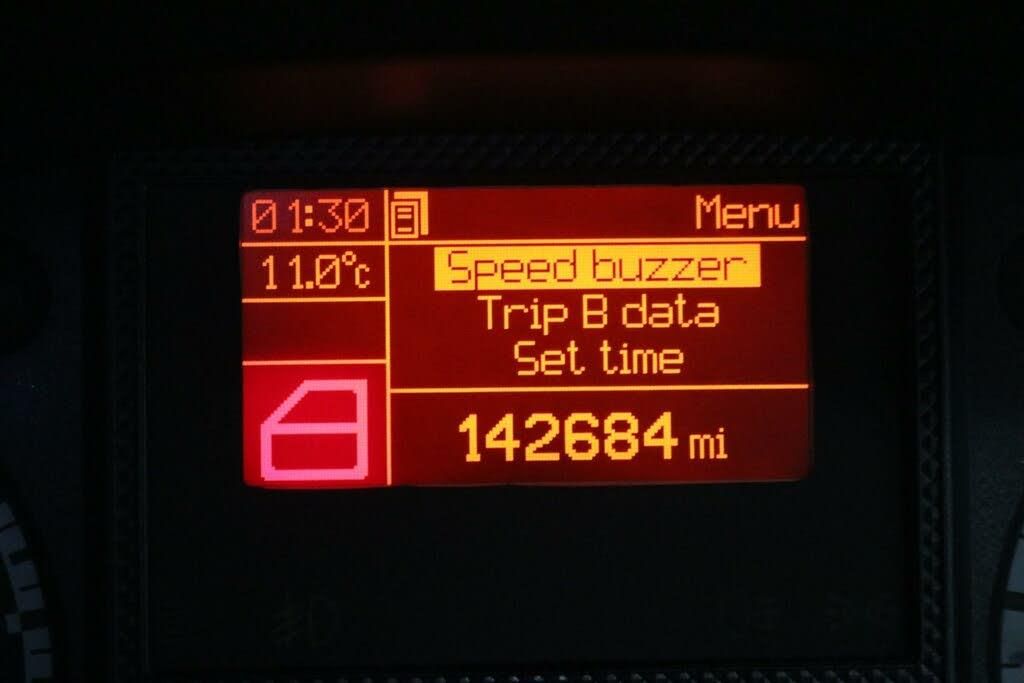 01:30
Menu
11.0°c
Speed buzzer
Trip B data
Set time
142684 mi